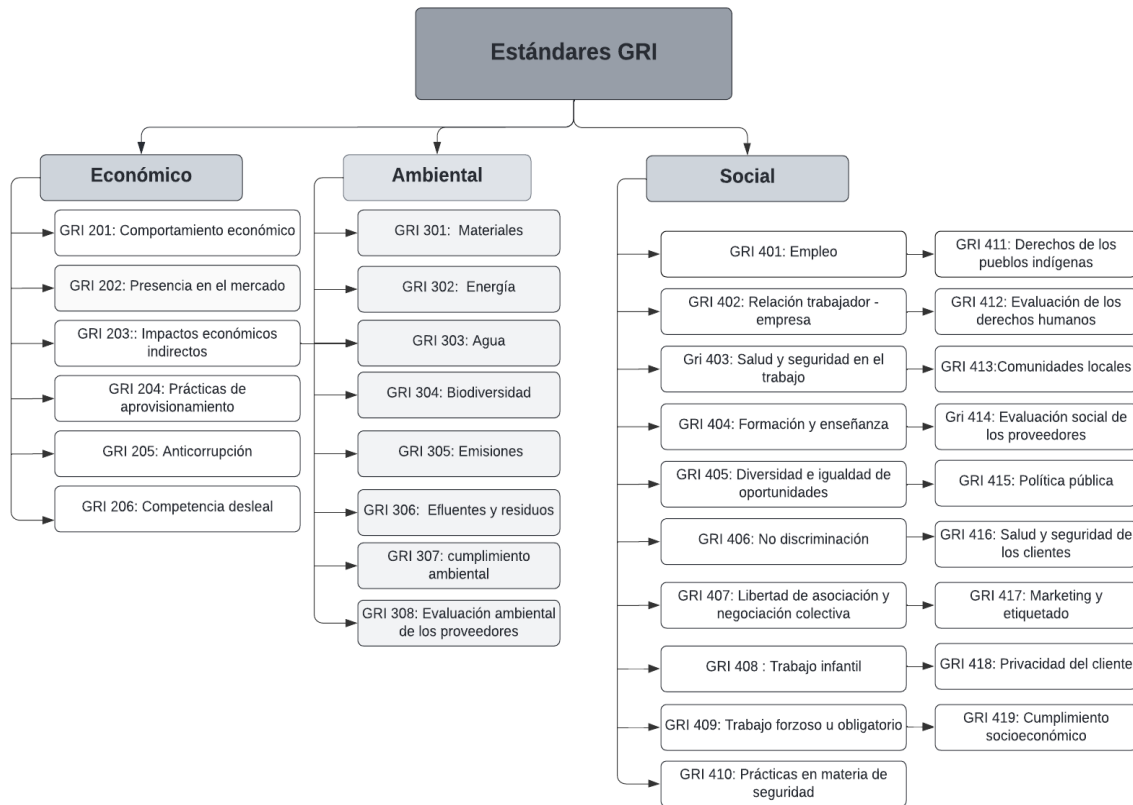 Estándares GRI
Económico
GRI 201: Comportamiento económico
GRI 202: Presencia en el mercado
GRI 203:: Impactos económicos
indirectos
GRI 204: Prácticas de
aprovisionamiento
GRI 205: Anticorrupción
GRI 206: Competencia desleal
Ambiental
GRI 301: Materiales
GRI 302: Energía
GRI 303: Agua
GRI 304: Biodiversidad
GRI 305: Emisiones
GRI 306: Efluentes y residuos
GRI 307: cumplimiento
ambiental
GRI 308: Evaluación ambiental
de los proveedores
Social
GRI 401: Empleo
GRI 402: Relación trabajador -
empresa
Gri 403: Salud y seguridad en el
trabajo
GRI 404: Formación y enseñanza
GRI 405: Diversidad e igualdad de
oportunidades
GRI 406: No discriminación
GRI 407: Libertad de asociación y
negociación colectiva
GRI 408 : Trabajo infantil
GRI 409: Trabajo forzoso u obligatorio
GRI 410: Prácticas en materia de
seguridad
GRI 411: Derechos de los
pueblos indígenas
GRI 412: Evaluación de los
derechos humanos
GRI 413:Comunidades locales
Gri 414: Evaluación social de
los proveedores
GRI 415: Política pública
GRI 416: Salud y seguridad de
los clientes
GRI 417: Marketing y
etiquetado
GRI 418: Privacidad del cliente
GRI 419: Cumplimiento
socioeconómico